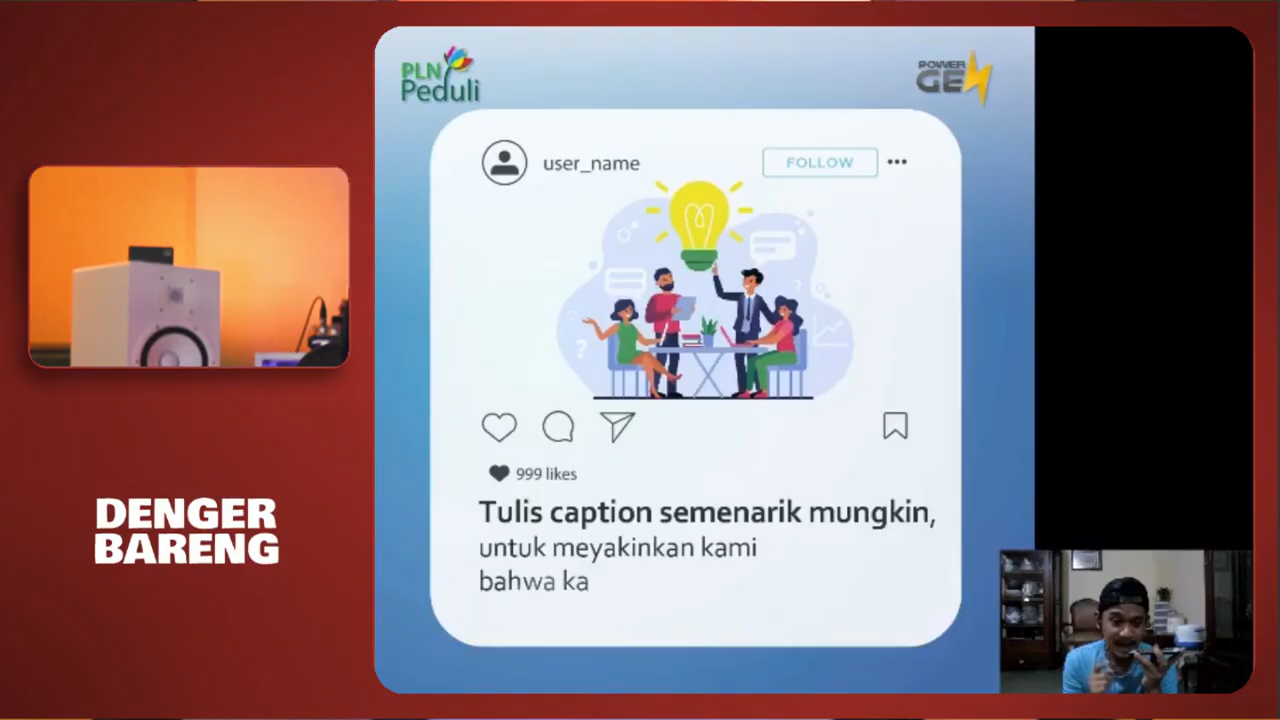 PLN
Peduli
POWER
GEN
user_name
FOLLOW
999 likes
Tulis caption semenarik mungkin,
untuk meyakinkan kami
bahwa ka
DENGER
BARENG